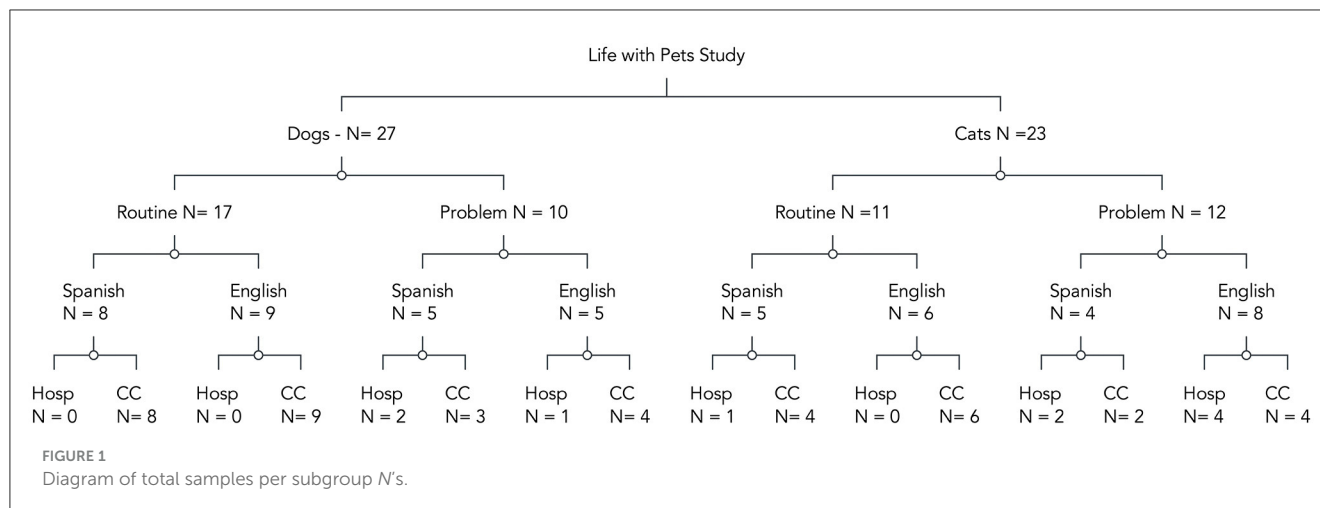 Life with Pets Study
Dogs - N= 27
Cats N =23
Routine N= 17
Problem N = 10
Routine N =11
Problem N = 12
Spanish
N = 8
English
N = 9
Spanish
N = 5
English
N = 5
Spanish
N = 5
English
N = 6
Spanish
N = 4
English
N = 8
Hosp
N = 0
CC
N= 8
Hosp
N = 0
CC
N= 9
Hosp
N = 2
CC
N= 3
Hosp
N = 1
CC
N= 4
Hosp
N = 1
CC
N= 4
Hosp
N = 0
CC
N= 6
Hosp
N = 2
CC
N= 2
Hosp
N = 4
CC
N = 4
FIGURE 1
Diagram of total samples per subgroup N's.